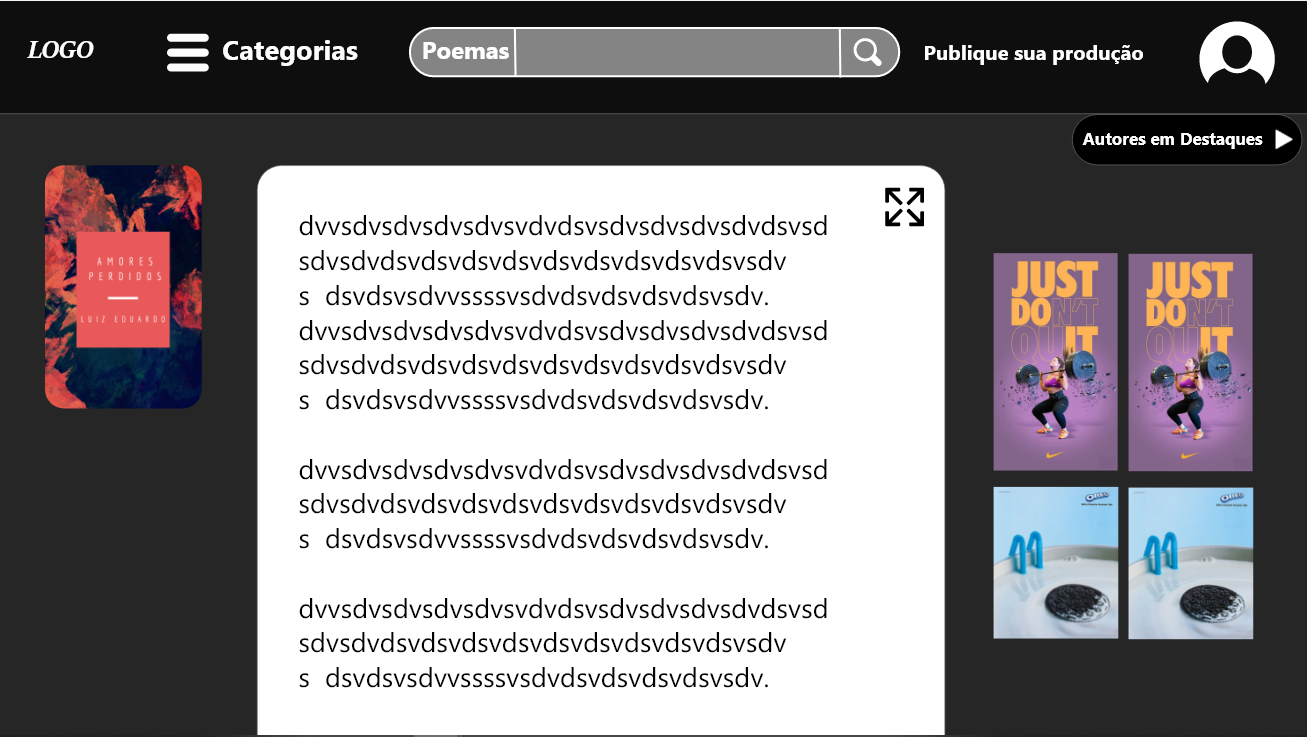 LOGO
Categorias
Poemas
Publique sua produção
Autores em Destaques
AMORES
PERDIDOS
LUIZ EDUARDO
dvvsdvsdvsdvsdvsvdvdsvsdvsdvsdvsdvdsvsd
sdvsdvdsvdsvdsvdsvdsvdsvdsvdsvdsvsdv
s dsvdsvsdvvssssvsdvdsvdsvdsvdsvsdv.
dvvsdvsdvsdvsdvsvdvdsvsdvsdvsdvsdvdsvsd
sdvsdvdsvdsvdsvdsvdsvdsvdsvdsvdsvsdv
s dsvdsvsdvvssssvsdvdsvdsvdsvdsvsdv.
dvvsdvsdvsdvsdvsvdvdsvsdvsdvsdvsdvdsvsd
sdvsdvdsvdsvdsvdsvdsvdsvdsvdsvdsvsdv
s dsvdsvsdvvssssvsdvdsvdsvdsvdsvsdv.
dvvsdvsdvsdvsdvsvdvdsvsdvsdvsdvsdvdsvsd
sdvsdvdsvdsvdsvdsvdsvdsvdsvdsvdsvsdv
s dsvdsvsdvvssssvsdvdsvdsvdsvdsvsdv.
JUST
DON'T
QUIT
JUST
DON'T
QUIT
OREO
OREO